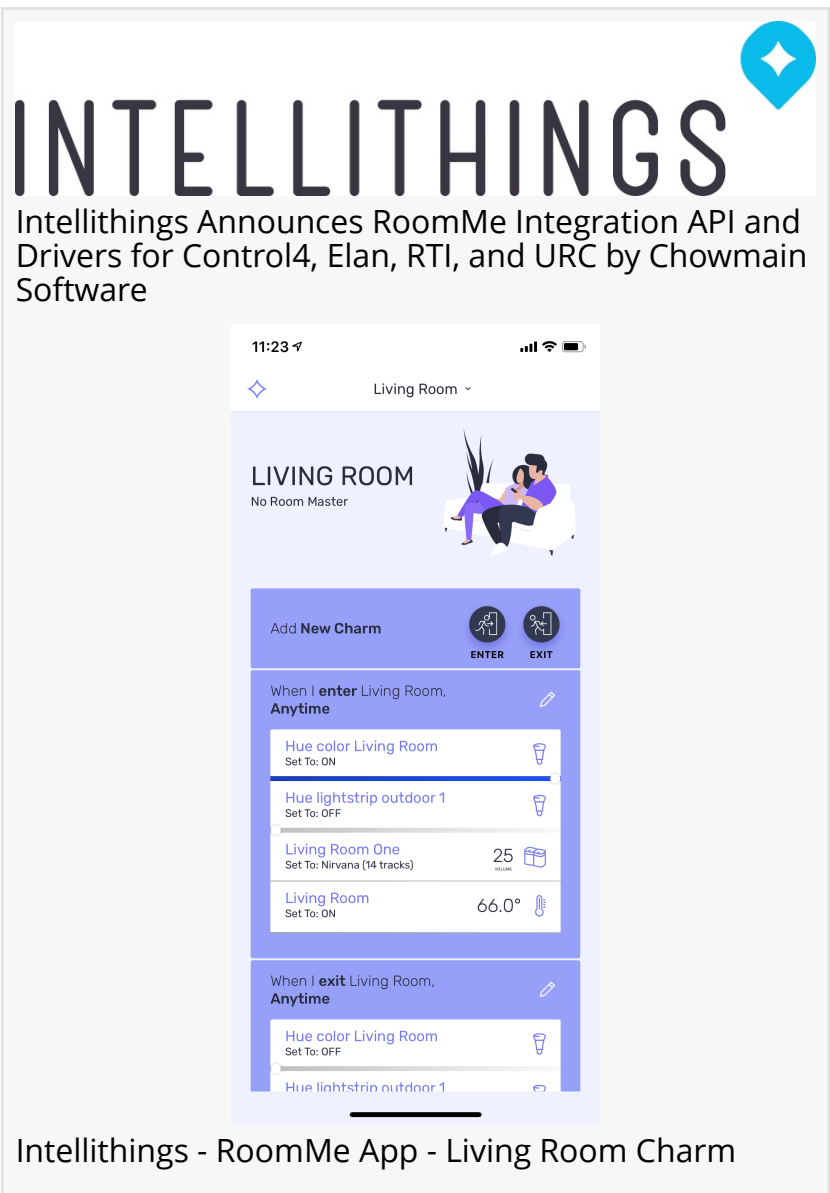 INTELLITHINGS
Intellithings Announces RoomMe Integration API and
Drivers for Control4, Elan, RTI, and URC by Chowmain
Software
11:23
Living Room
LIVING ROOM
No Room Master
Add New Charm
ENTER
EXIT
When I enter Living Room,
Anytime
Hue color Living Room
Set To: ON
Hue lightstrip outdoor 1
Set To: OFF
Living Room One
Set To: Nirvana (14 tracks)
25
VOLUME
Living Room
Set To: ON
66.0°
When I exit Living Room,
Anytime
Hue color Living Room
Set To: OFF
Hue lightstrip outdoor 1
Intellithings - RoomMe App - Living Room Charm